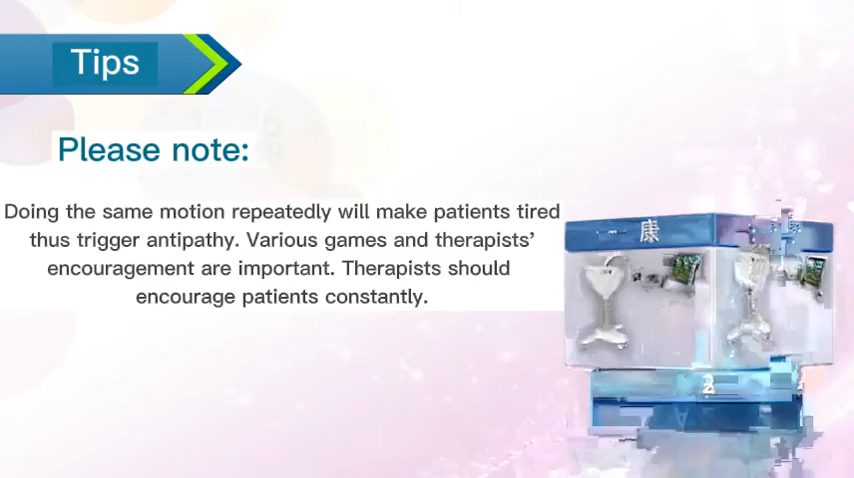 Tips
Please note:
Doing the same motion repeatedly will make patients tired
thus trigger antipathy. Various games and therapists’
encouragement are important. Therapists should
encourage patients constantly.
康
2